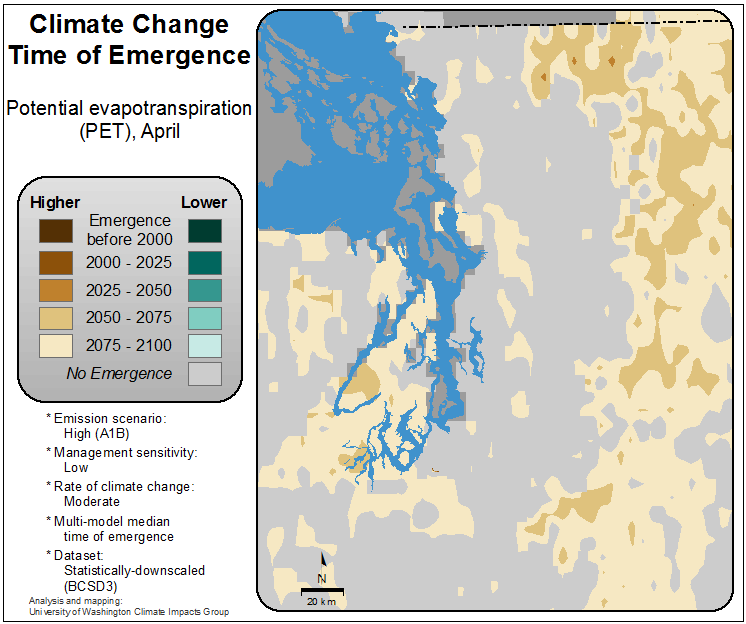 Climate Change
Time of Emergence
Potential evapotranspiration
(PET), April
Higher Lower
Emergence
before 2000
2000 - 2025
2025 - 2050
2050 - 2075
2075 - 2100
No Emergence
* Emission scenario:
High (A1B)
* Management sensitivity:
Low
* Rate of climate change:
Moderate
* Multi-model median
time of emergence
* Dataset:
Statistically-downscaled
(BCSD3)
Analysis and mapping:
University of Washington Climate Impacts Group
N
20 km